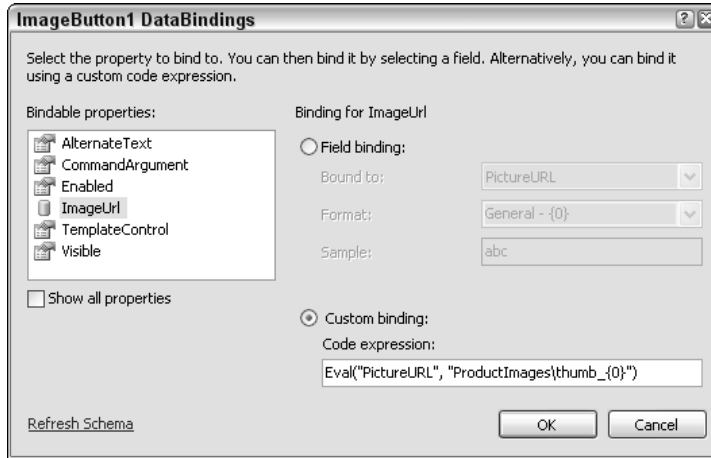 ImageButton1 DataBindings
Select the property to bind to. You can then bind it by selecting a field. Alternatively, you can bind it
using a custom code expression.
Bindable properties:
AlternateText
CommandArgument
Enabled
ImageUrl
TemplateControl
Visible
Show all properties
Binding for ImageUrl
Field binding:
Bound to: PictureURL
Format: General - {0}
Sample: abc
Custom binding:
Code expression:
Eval("PictureURL", "ProductImages\thumb_{0}")
Refresh Schema
OK Cancel